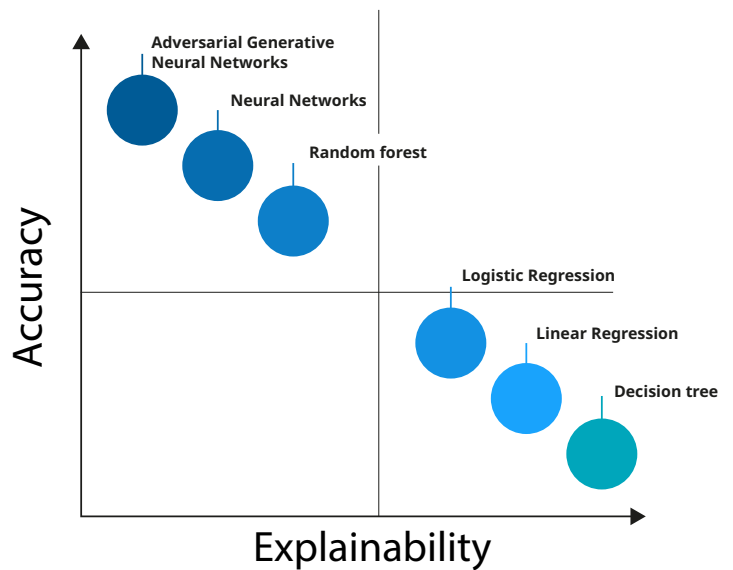 Adversarial Generative
Neural Networks
Neural Networks
Random forest
Logistic Regression
Linear Regression
Decision tree
Accuracy
Explainability